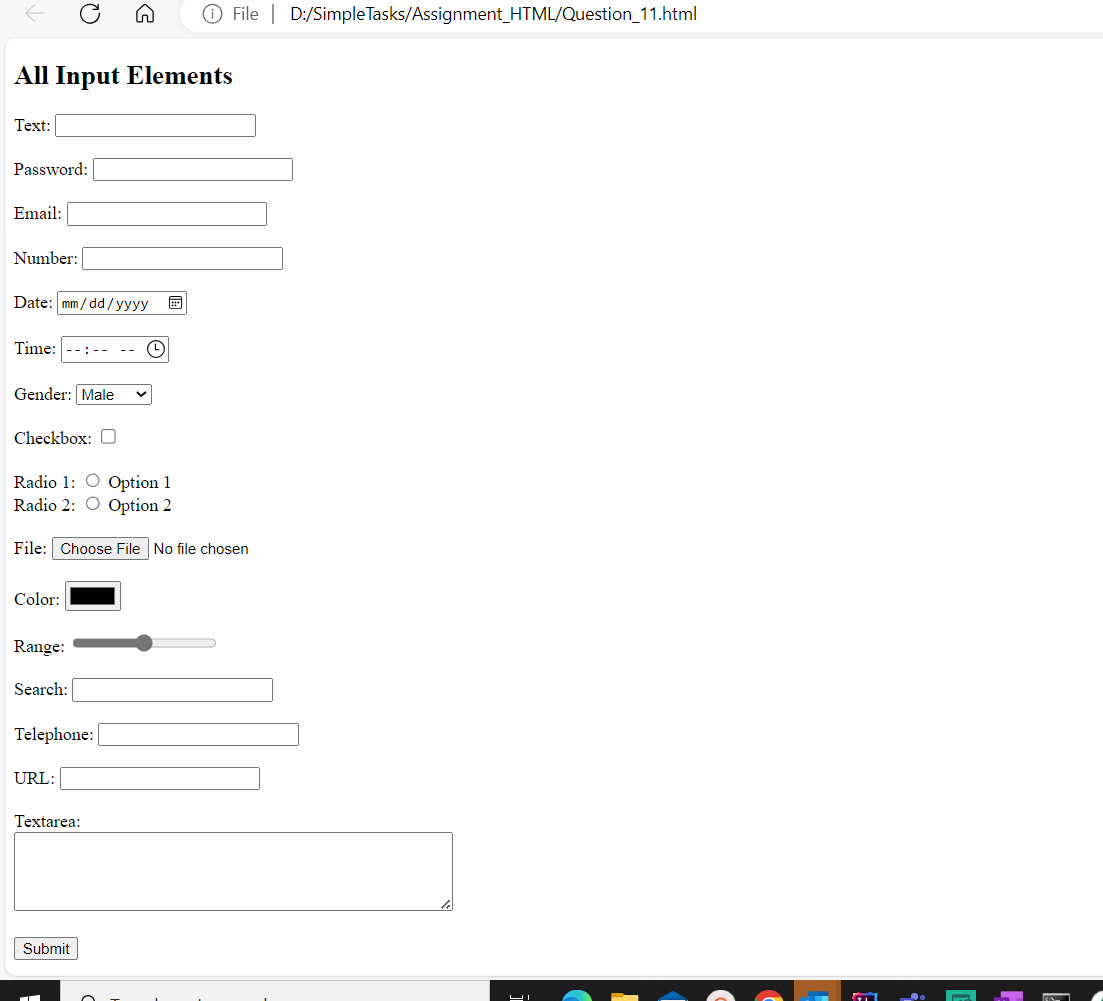 File D:/SimpleTasks/Assignment_HTML/Question_11.html
All Input Elements
Text:
Password:
Email:
Number:
Date: mm/dd/yyyy
Time: --:-- --
Gender: Male
Checkbox:
Radio 1: Option 1
Radio 2: Option 2
File: Choose File No file chosen
Color:
Range:
Search:
Telephone:
URL:
Textarea:
Submit